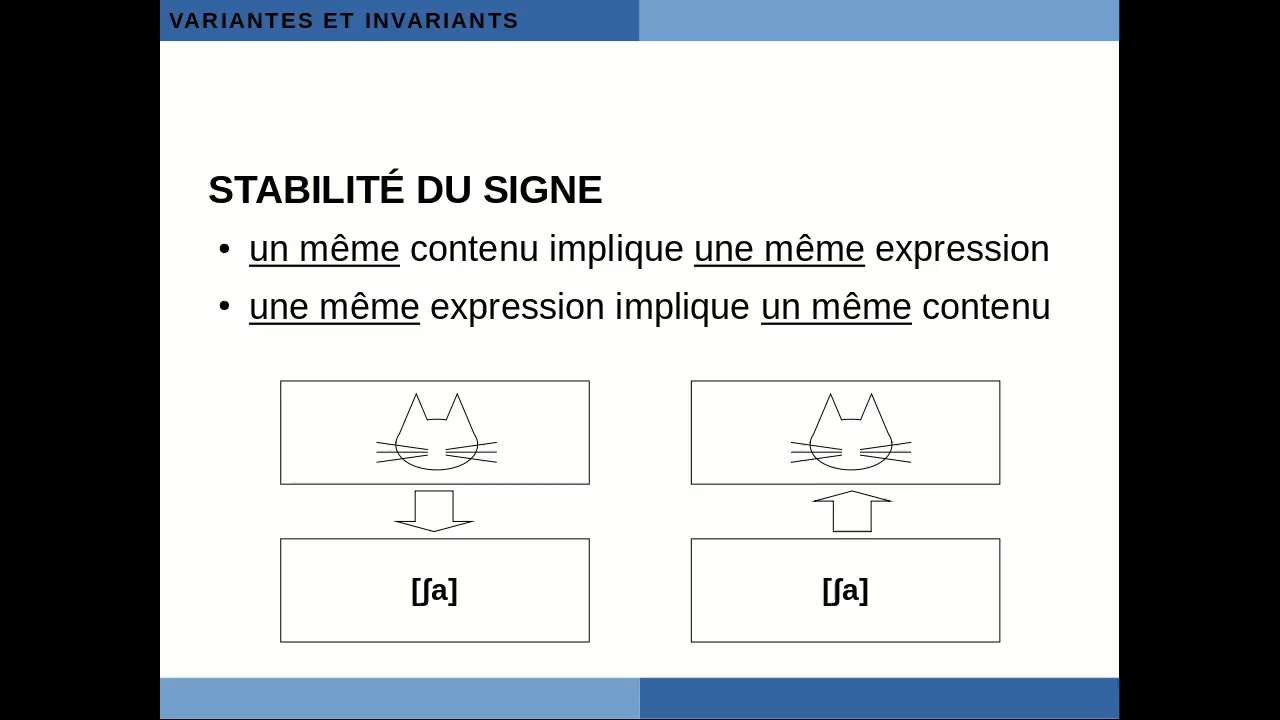 VARIANTES ET INVARIANTS
STABILITÉ DU SIGNE
• un même contenu implique une même expression
• une même expression implique un même contenu
[ʃa] [ʃa]